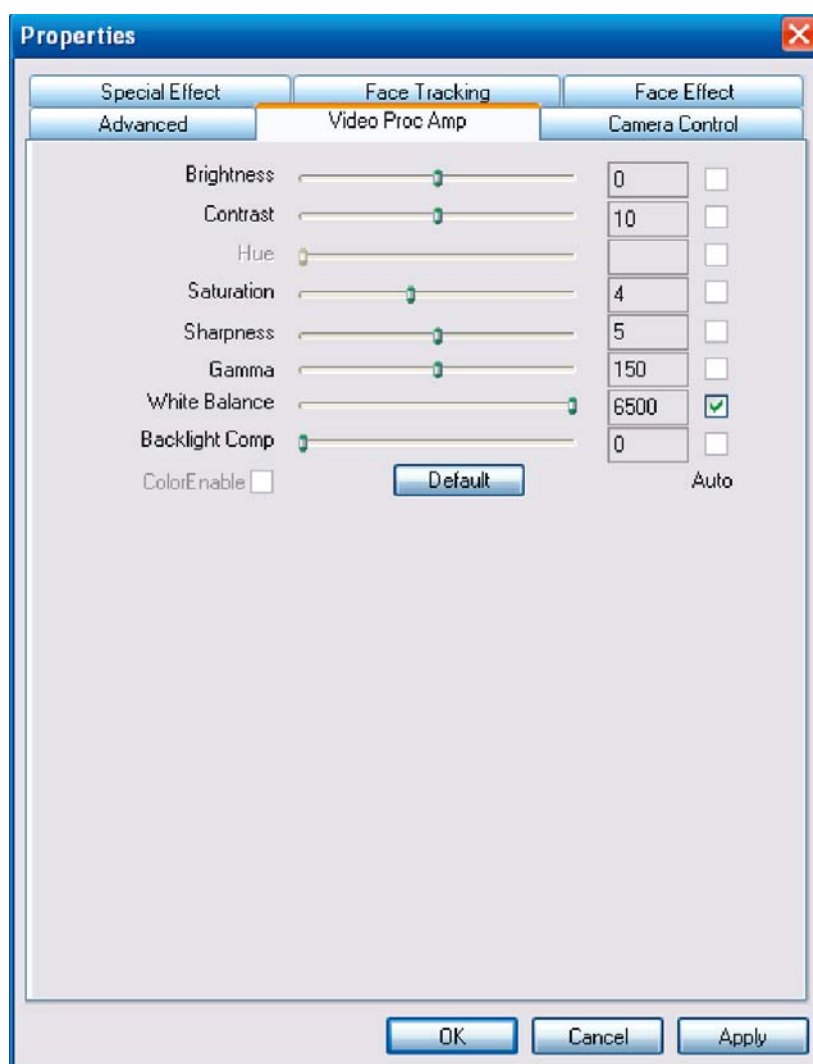 Properties
Special Effect Face Tracking Face Effect
Advanced Video Proc Amp Camera Control
Brightness 0
Contrast 10
Hue
Saturation 4
Sharpness 5
Gamma 150
White Balance 6500
Backlight Comp 0
ColorEnable Default Auto
OK Cancel Apply